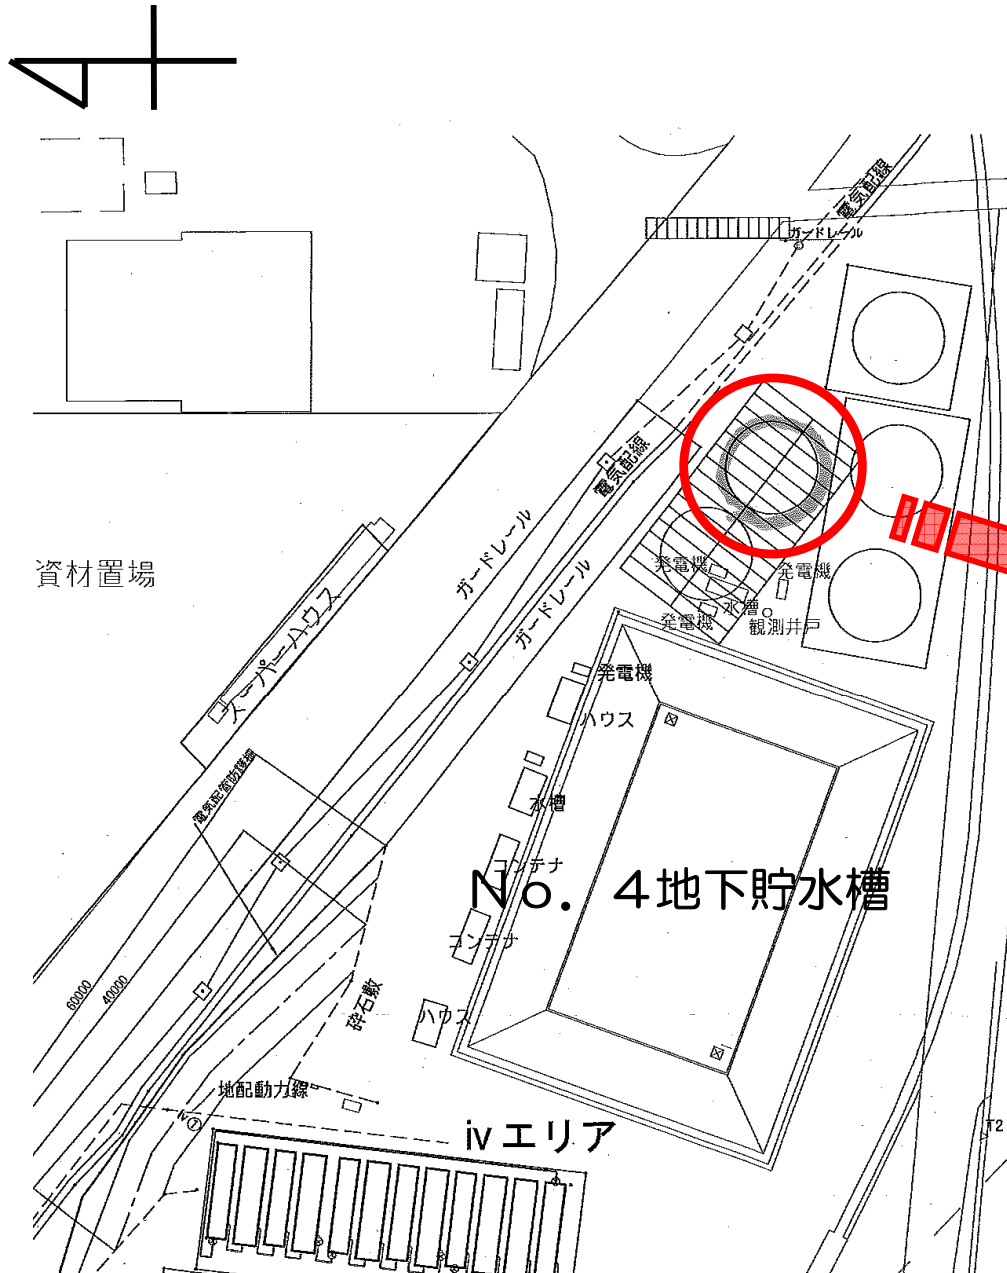 電気配線
ガードレール
電気配線
ガードレール
資材置場
発電機
発電機
スーパーハウス
ガードレール
水槽
発電機
観測井戸
発電機
ハウス
電気配管防護柵
水槽
コンテナ
No．４地下貯水槽
コンテナ
60000
40000
砕石敷
ハウス
地配動力線
iv⑦
ivエリア
T2